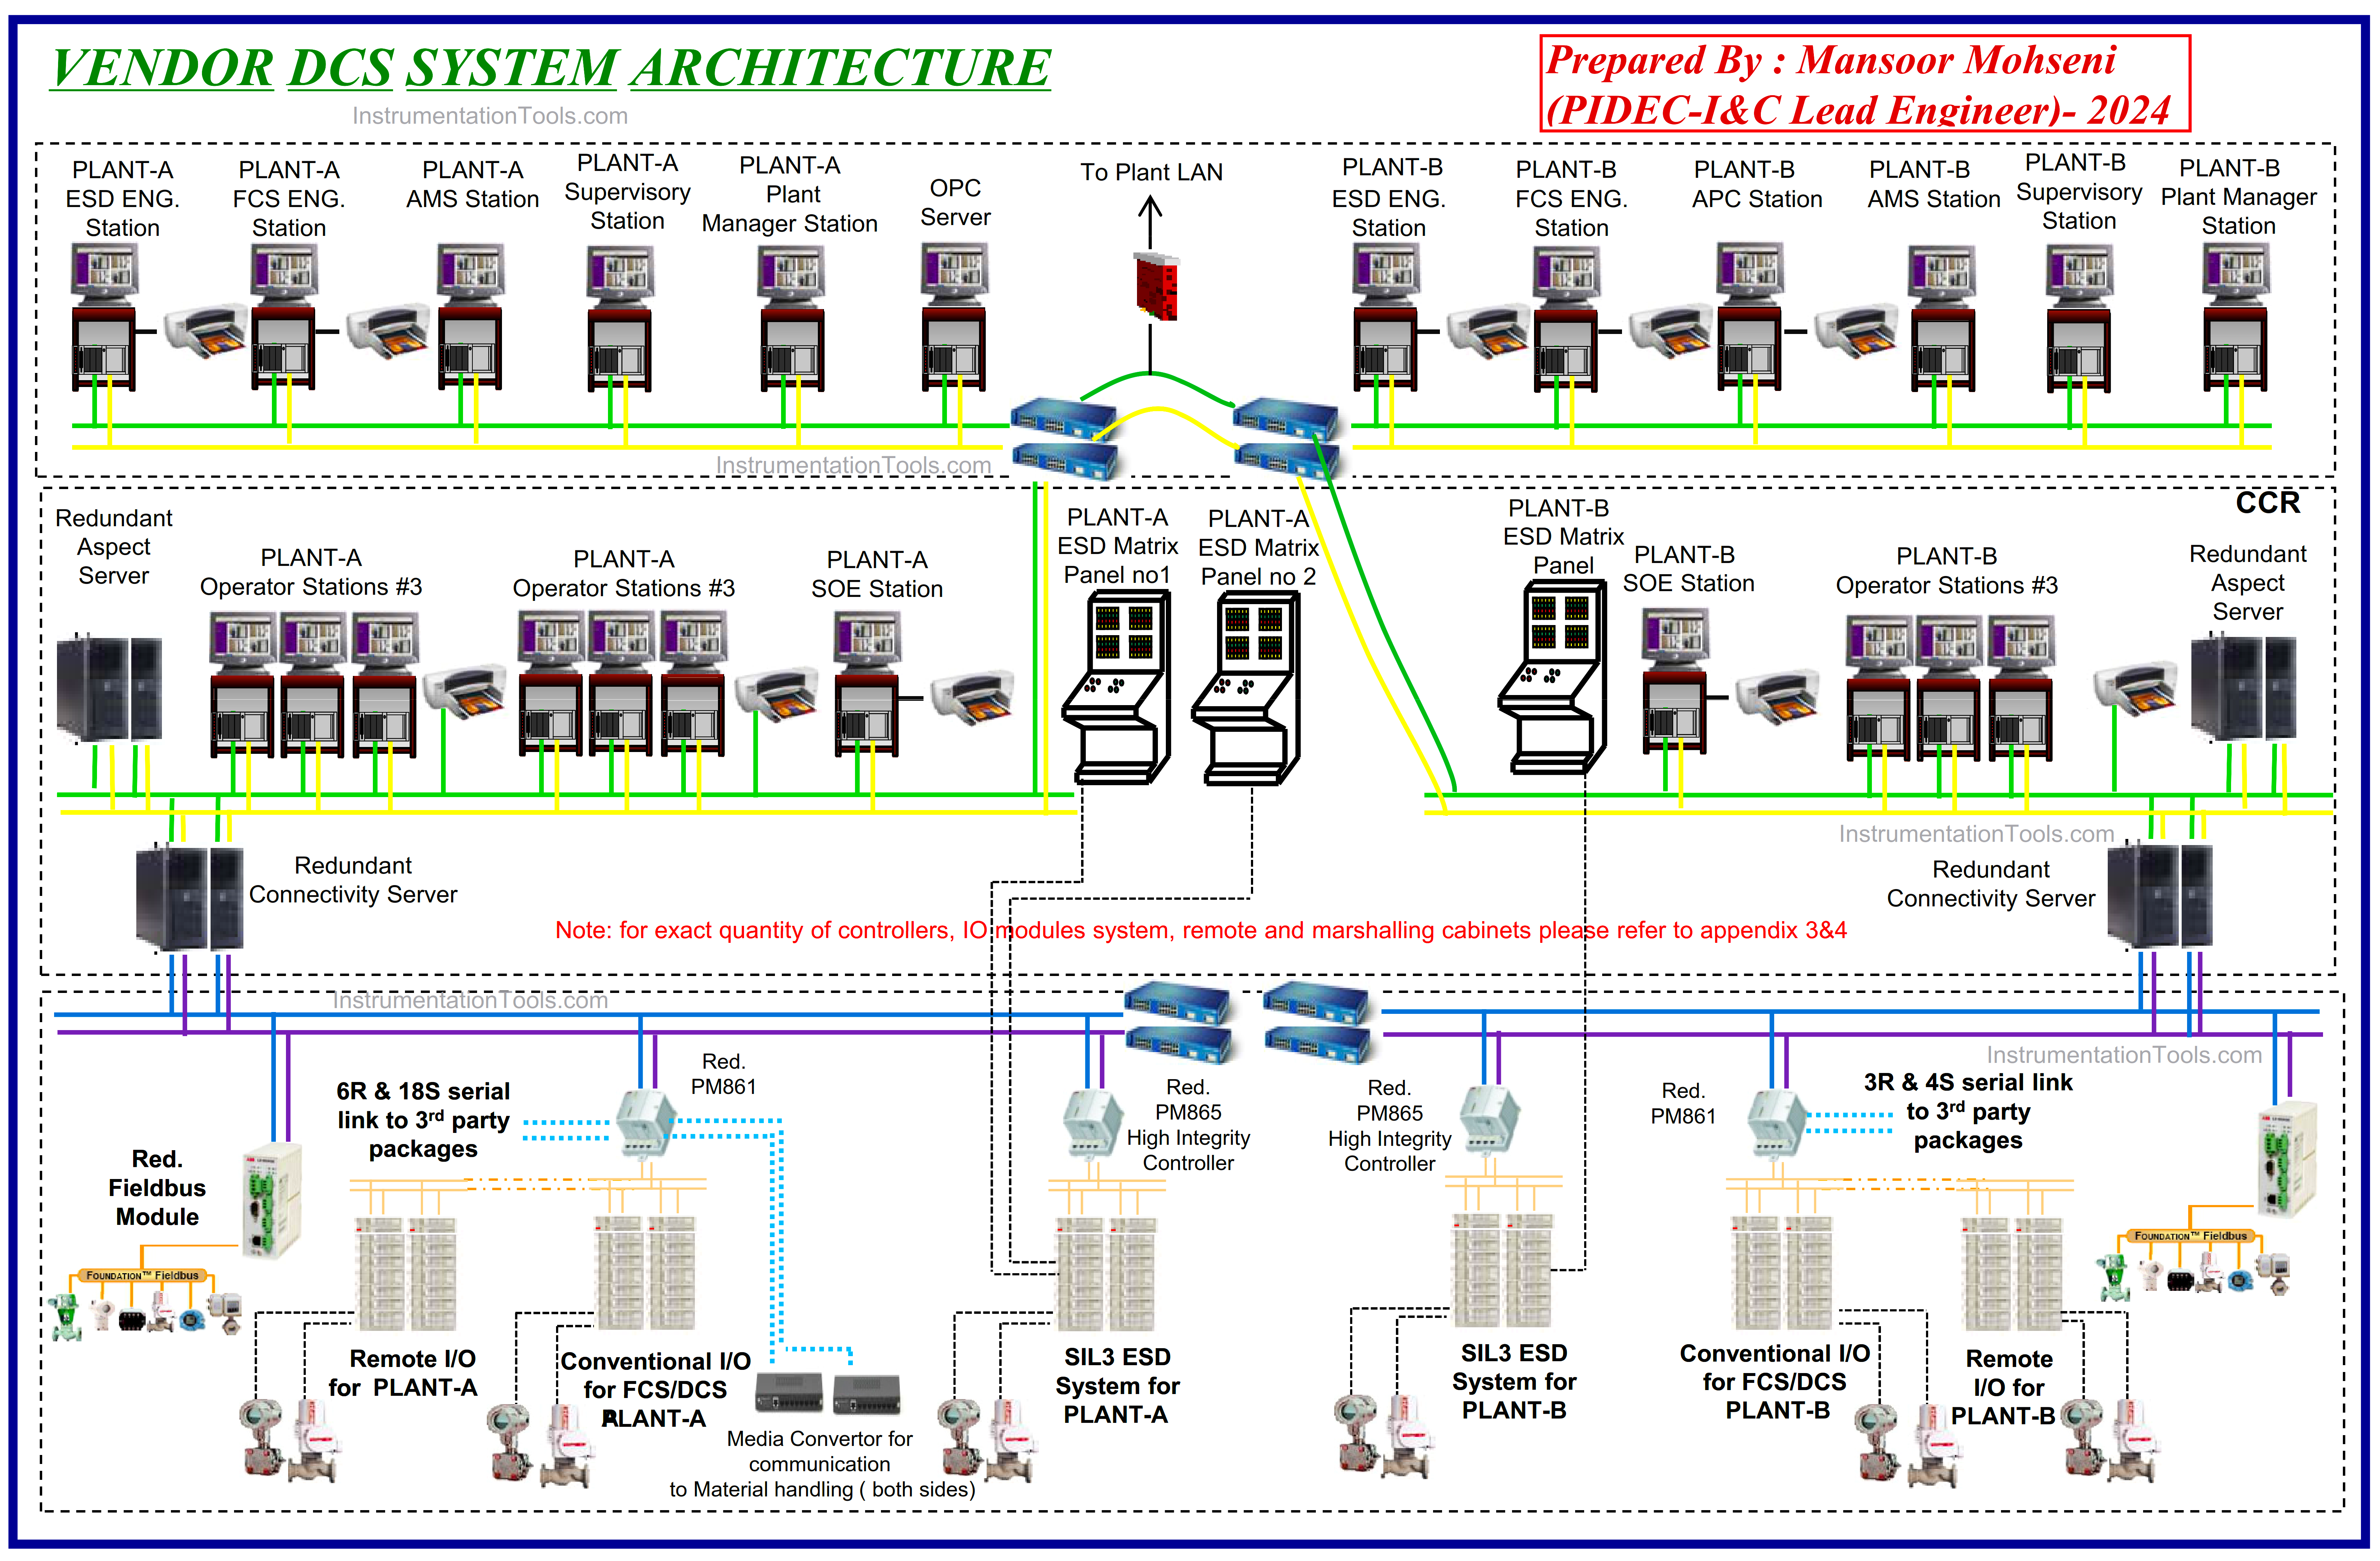 VENDOR DCS SYSTEM ARCHITECTURE
InstrumentationTools.com
Prepared By : Mansoor Mohseni
(PIDEC-I&C Lead Engineer)- 2024
PLANT-A
ESD ENG.
Station
PLANT-A
FCS ENG.
Station
PLANT-A
AMS Station
PLANT-A
Supervisory
Station
PLANT-A
Plant
Manager Station
OPC
Server
To Plant LAN
PLANT-B
ESD ENG.
Station
PLANT-B
FCS ENG.
Station
PLANT-B
APC Station
PLANT-B
AMS Station
PLANT-B
Supervisory
Station
PLANT-B
Plant Manager
Station
InstrumentationTools.com
CCR
Redundant
Aspect
Server
PLANT-A
Operator Stations #3
PLANT-A
Operator Stations #3
PLANT-A
SOE Station
PLANT-A
ESD Matrix
Panel no1
PLANT-A
ESD Matrix
Panel no 2
PLANT-B
ESD Matrix
Panel
PLANT-B
SOE Station
PLANT-B
Operator Stations #3
Redundant
Aspect
Server
InstrumentationTools.com
Redundant
Connectivity Server
Redundant
Connectivity Server
Note: for exact quantity of controllers, IO modules system, remote and marshalling cabinets please refer to appendix 3&4
InstrumentationTools.com
InstrumentationTools.com
Red.
Fieldbus
Module
6R & 18S serial
link to 3rd party
packages
Red.
PM861
Red.
PM865
High Integrity
Controller
Red.
PM865
High Integrity
Controller
Red.
PM861
3R & 4S serial link
to 3rd party
packages
FOUNDATION™ Fieldbus
FOUNDATION™ Fieldbus
Remote I/O
for PLANT-A
Conventional I/O
for FCS/DCS
PLANT-A
Media Convertor for
communication
to Material handling ( both sides)
SIL3 ESD
System for
PLANT-A
SIL3 ESD
System for
PLANT-B
Conventional I/O
for FCS/DCS
PLANT-B
Remote
I/O for
PLANT-B